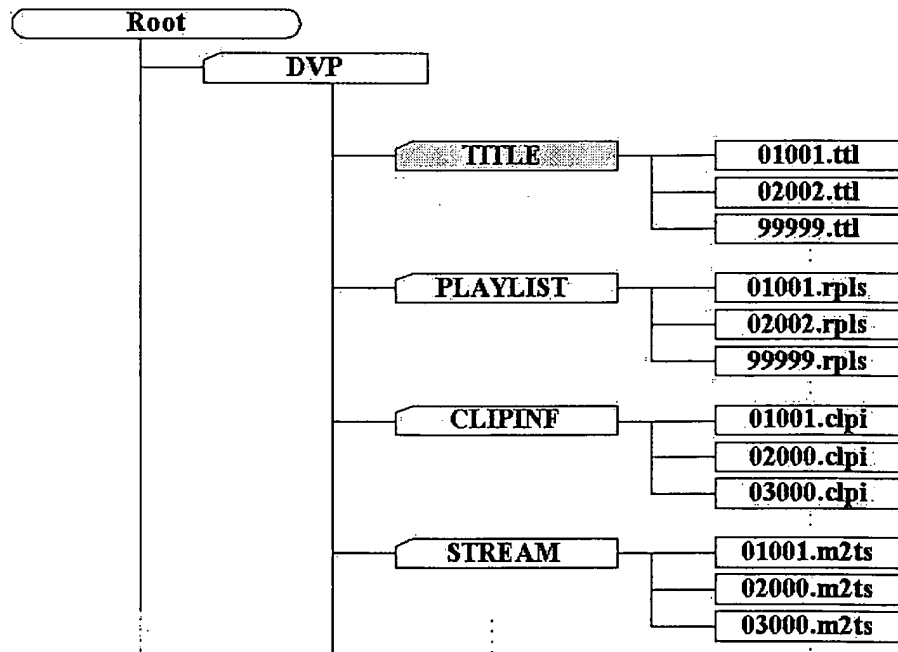 Root
DVP
TITLE
01001.ttl
02002.ttl
99999.ttl
PLAYLIST
01001.rpls
02002.rpls
99999.rpls
CLIPINF
01001.clpi
02000.clpi
03000.clpi
STREAM
01001.m2ts
02000.m2ts
03000.m2ts